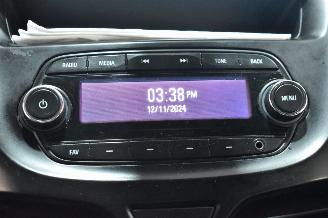 RADIO MEDIA TONE BACK
03:38 PM
12/11/2024
MENU
FAV